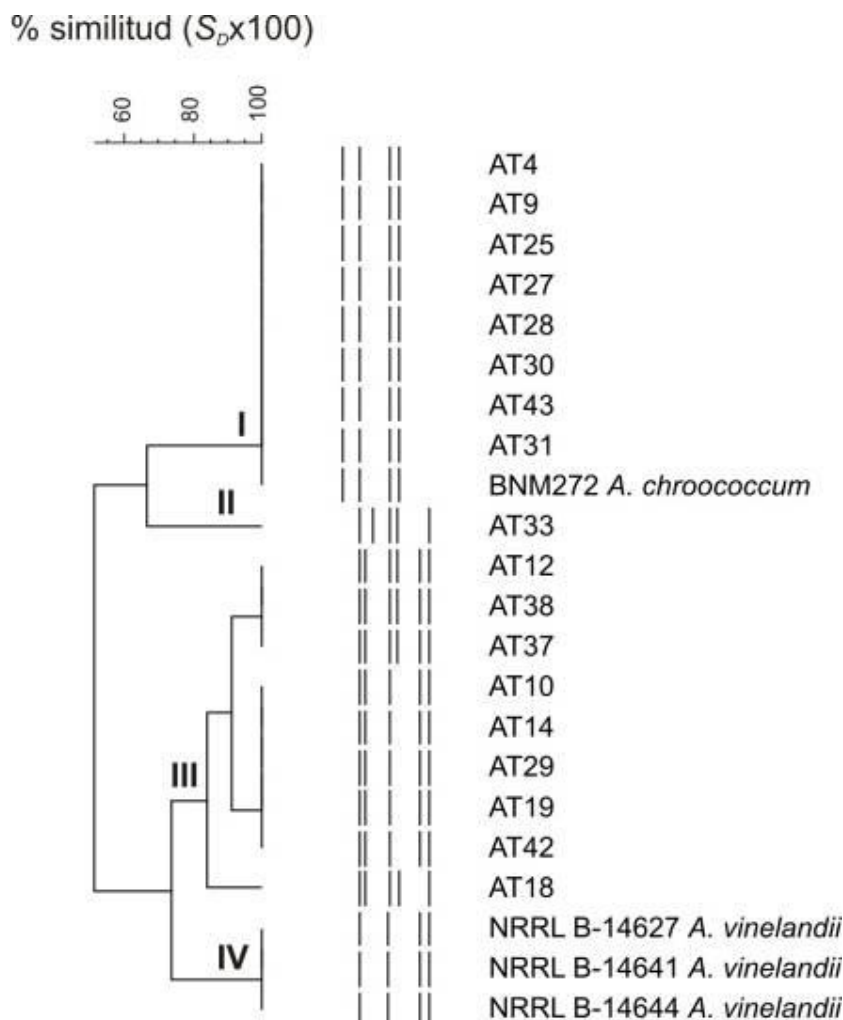 % similitud (S_Dx100)
60 80 100
AT4
AT9
AT25
AT27
AT28
AT30
AT43
I AT31
BNM272 A. chroococcum
II AT33
AT12
AT38
AT37
AT10
AT14
III AT29
AT19
AT42
AT18
NRRL B-14627 A. vinelandii
IV NRRL B-14641 A. vinelandii
NRRL B-14644 A. vinelandii